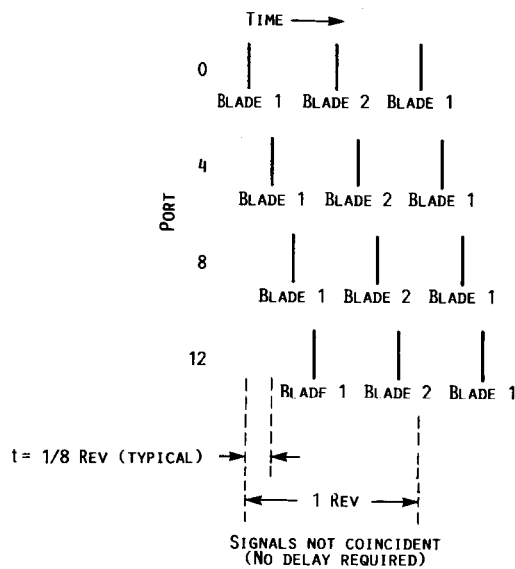 TIME
0
BLADE 1 BLADE 2 BLADE 1
4
BLADE 1 BLADE 2 BLADE 1
PORT
8
BLADE 1 BLADE 2 BLADE 1
12
BLADF 1 BLADE 2 BLADE 1
t= 1/8 REV (TYPICAL)
1 REV
SIGNALS NOT COINCIDENT
(NO DELAY REQUIRED)